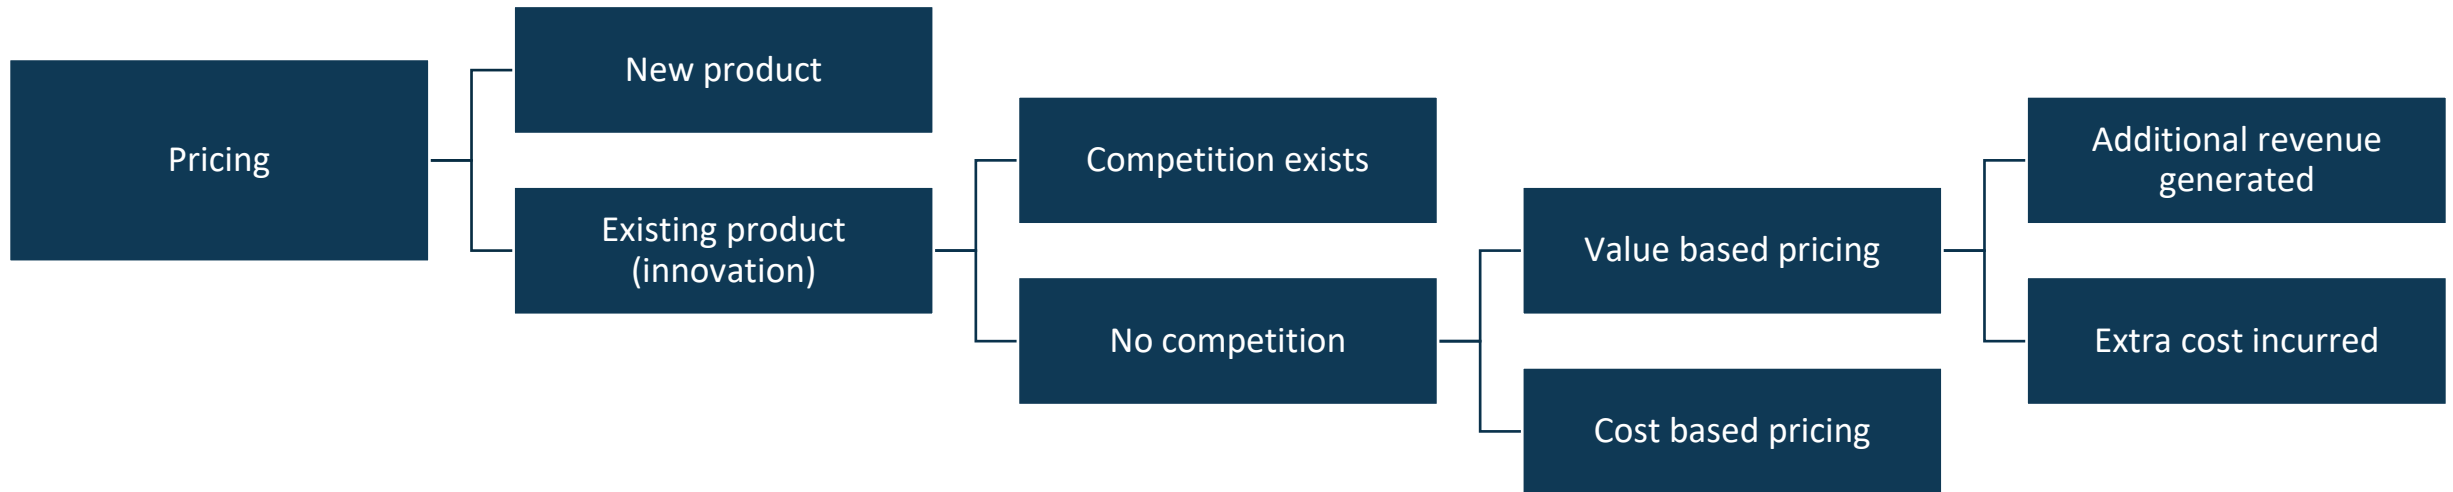 Pricing
New product
Existing product
(innovation)
Competition exists
No competition
Value based pricing
Cost based pricing
Additional revenue
generated
Extra cost incurred